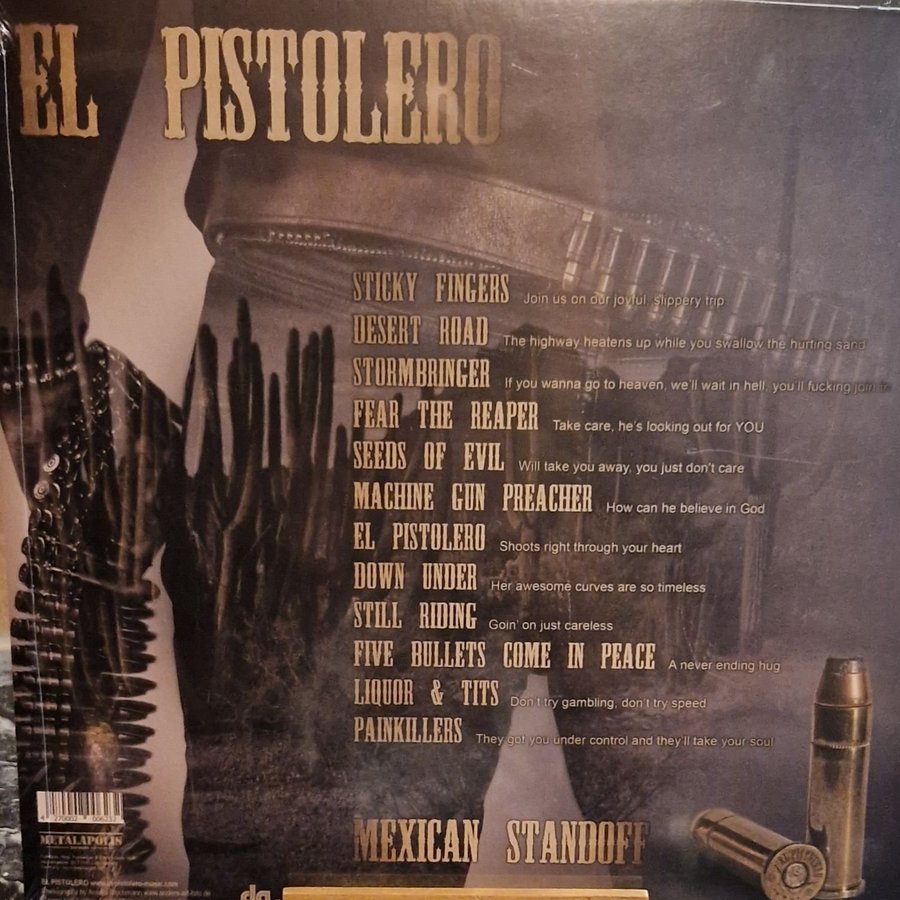 EL PISTOLERO
STICKY FINGERS Join us on our joyful, slippery trip
DESERT ROAD The highway heatens up while you swallow the hurting sand
STORMBRINGER If you wanna go to heaven, we'll wait in hell, you'll fucking join
FEAR THE REAPER Take care, he's looking out for YOU
SEEDS OF EVIL Will take you away, you just don't care
MACHINE GUN PREACHER How can he believe in God
EL PISTOLERO Shoots right through your heart
DOWN UNDER Her awesome curves are so timeless
STILL RIDING Goin' on just careless
FIVE BULLETS COME IN PEACE A never ending hug
LIQUOR & TITS Don't try gambling, don't try speed
PAINKILLERS They got you under control and they'll take your soul
METALAPOLIS
MEXICAN STANDOFF
EL PISTOLERO www.el-pistolero-music.com